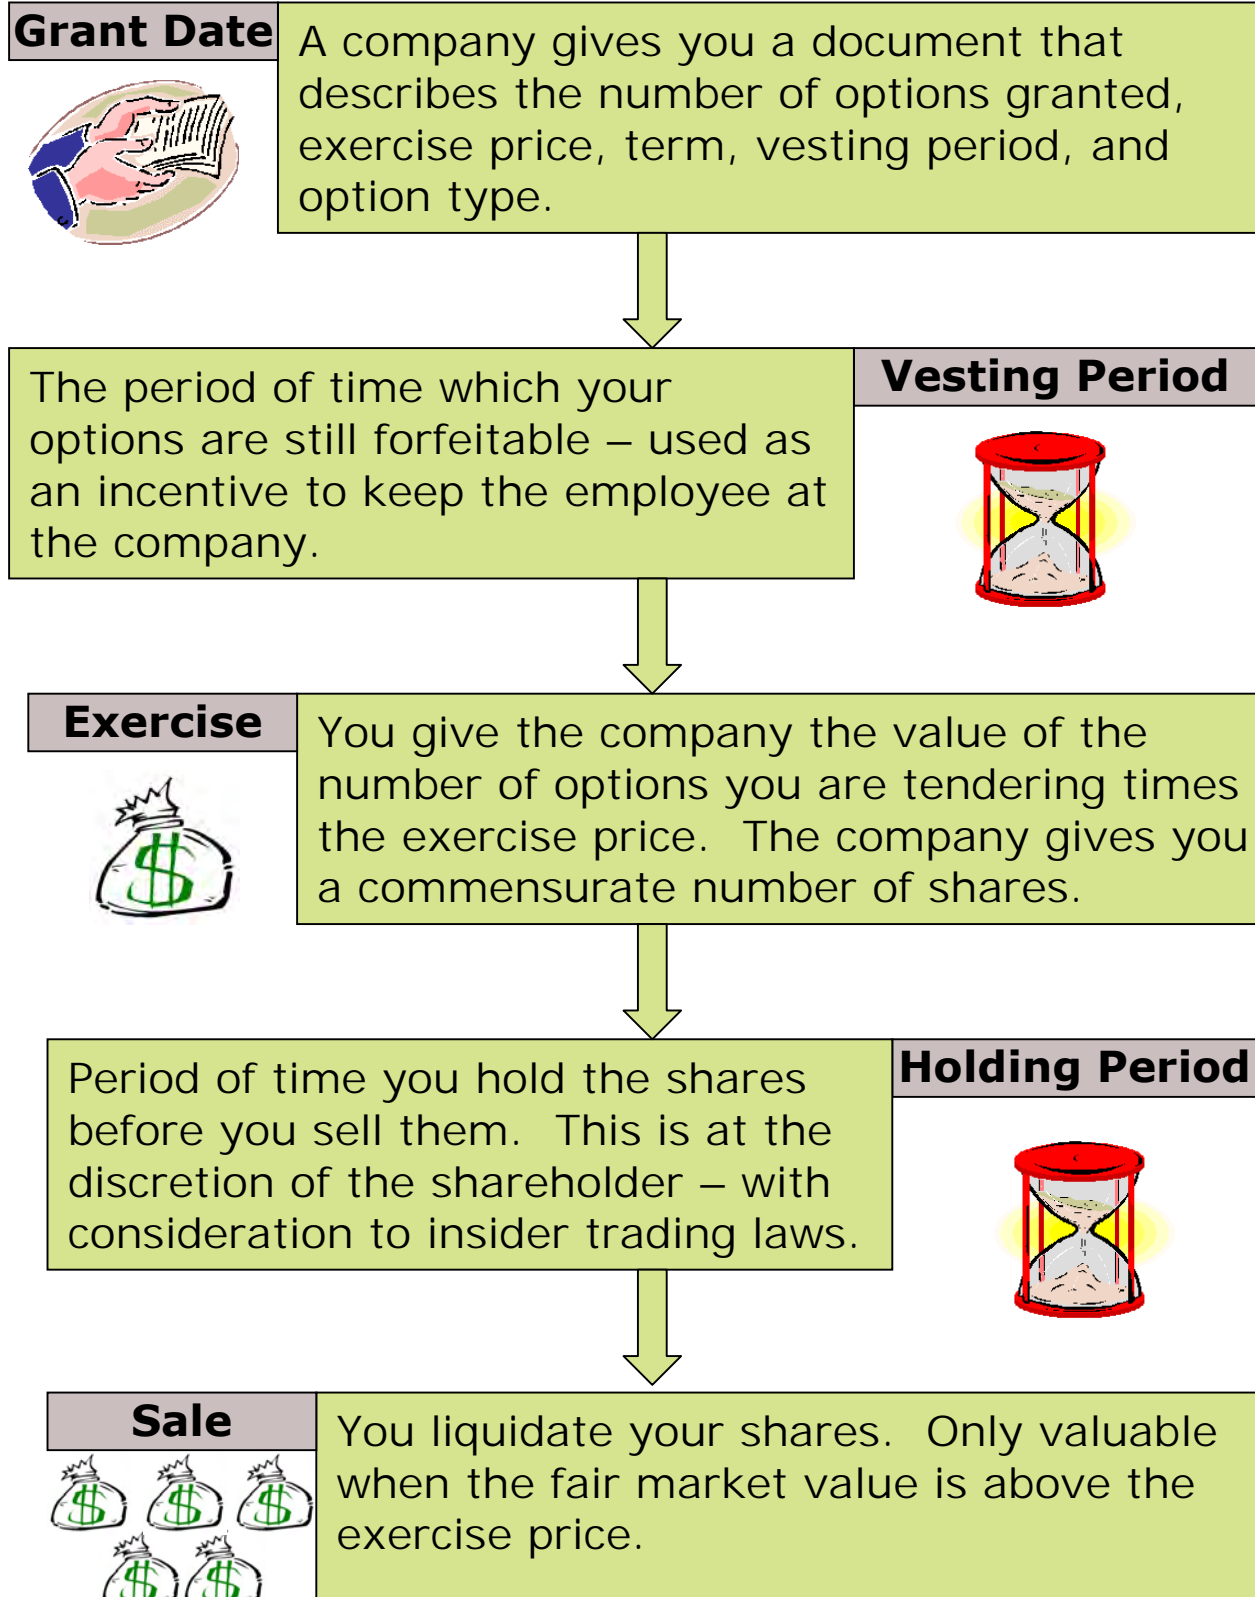 Grant Date
A company gives you a document that
describes the number of options granted,
exercise price, term, vesting period, and
option type.
The period of time which your
options are still forfeitable – used as
an incentive to keep the employee at
the company.
Vesting Period
Exercise
You give the company the value of the
number of options you are tendering times
the exercise price.  The company gives you
a commensurate number of shares.
Period of time you hold the shares
before you sell them.  This is at the
discretion of the shareholder – with
consideration to insider trading laws.
Holding Period
Sale
You liquidate your shares.  Only valuable
when the fair market value is above the
exercise price.
$
$
$
$
$
$